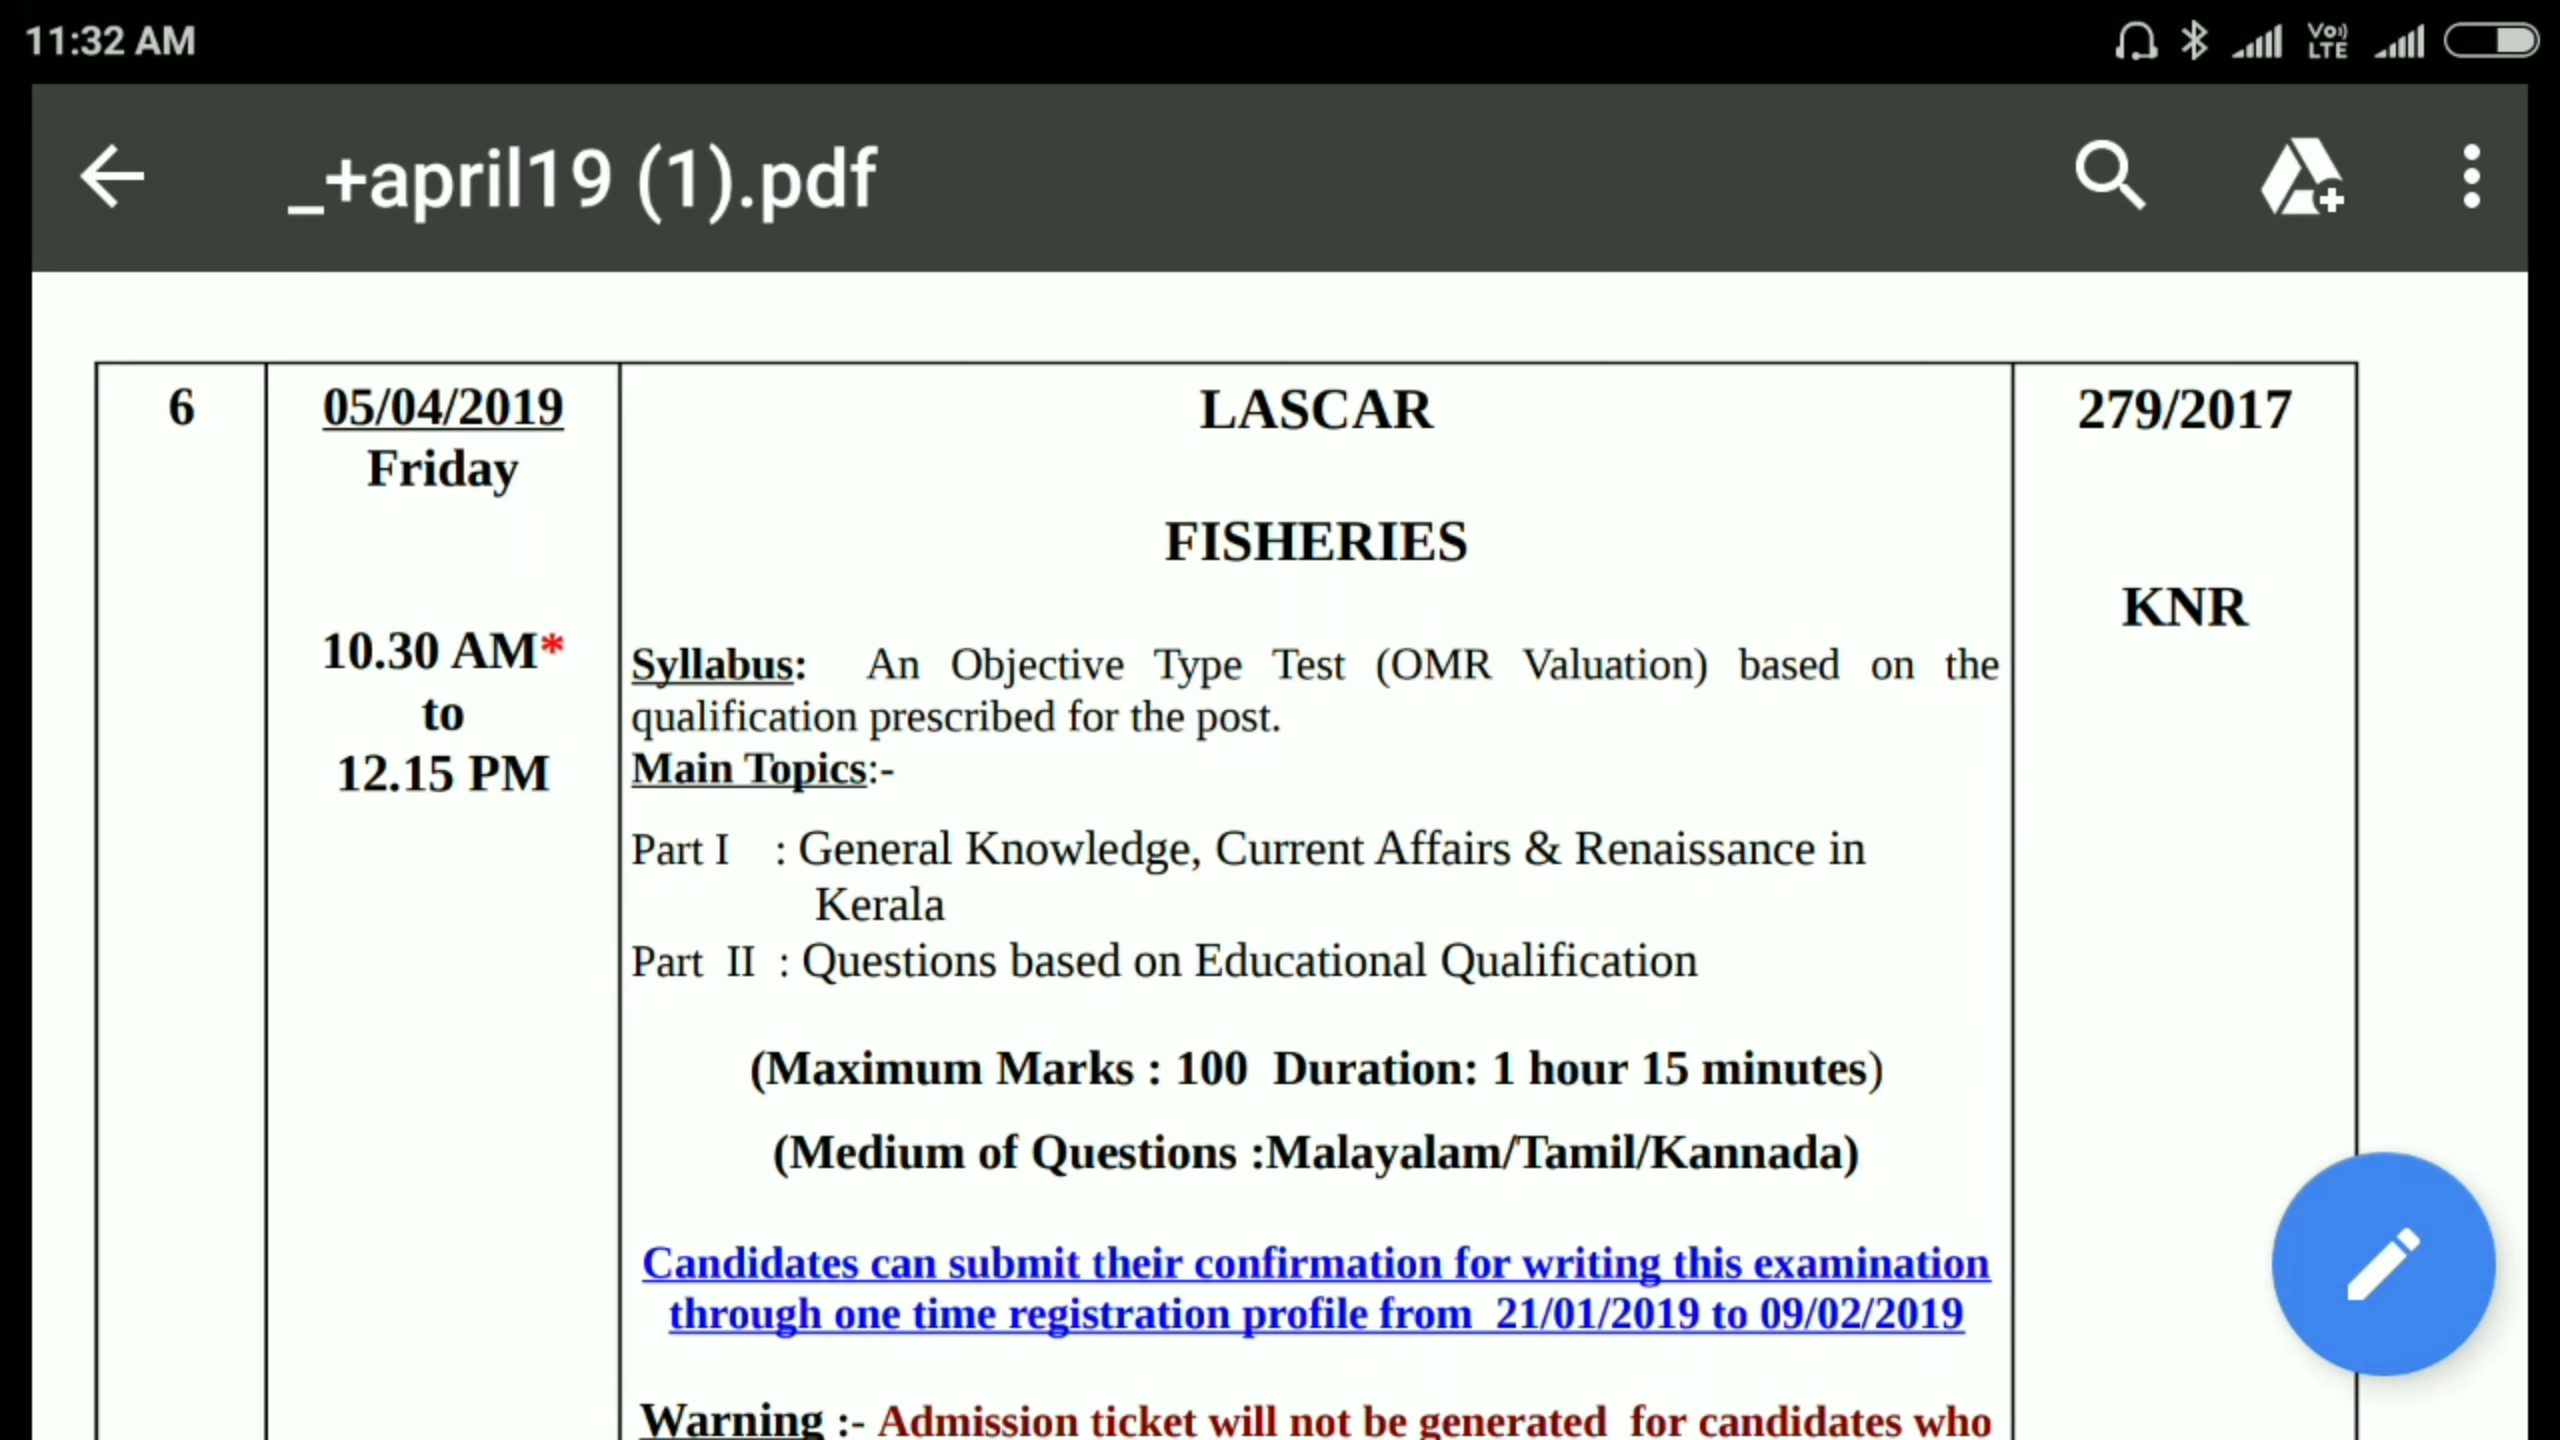 11:32 AM
Vo) LTE
_+april19 (1).pdf
6
05/04/2019
Friday
10.30 AM*
to
12.15 PM
LASCAR
FISHERIES
Syllabus: An Objective Type Test (OMR Valuation) based on the
qualification prescribed for the post.
Main Topics:-
Part I : General Knowledge, Current Affairs & Renaissance in
Kerala
Part II : Questions based on Educational Qualification
(Maximum Marks : 100 Duration: 1 hour 15 minutes)
(Medium of Questions :Malayalam/Tamil/Kannada)
Candidates can submit their confirmation for writing this examination
through one time registration profile from 21/01/2019 to 09/02/2019
Warning :- Admission ticket will not be generated for candidates who
279/2017
KNR